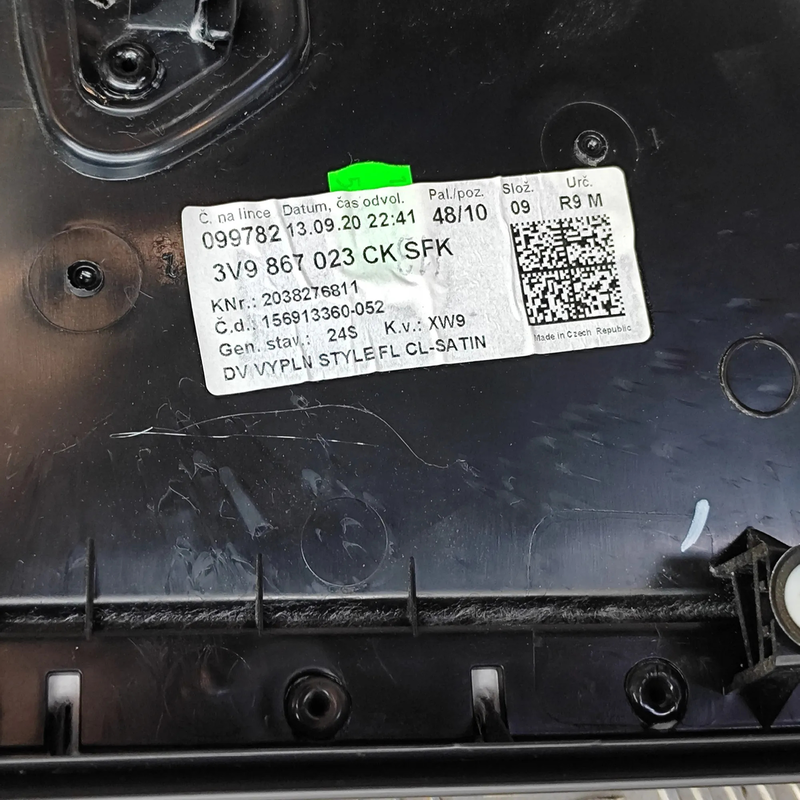 Č. na lince Datum, čas odvol. Pal./poz. Slož. Urč.
099782 13.09.20 22:41 48/10 09 R9 M
3V9 867 023 CK SFK
KNr.: 2038276811
Č.d.: 156913360-052
Gen. stav.: 24S K.v.: XW9
DV VYPLN STYLE FL CL-SATIN
Made in Czech Republic